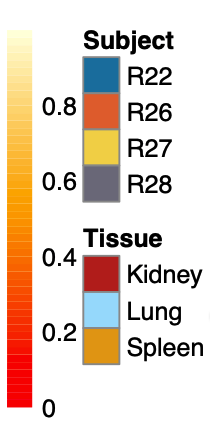 Subject
R22
R26
R27
R28
Tissue
Kidney
Lung
Spleen
0.8
0.6
0.4
0.2
0